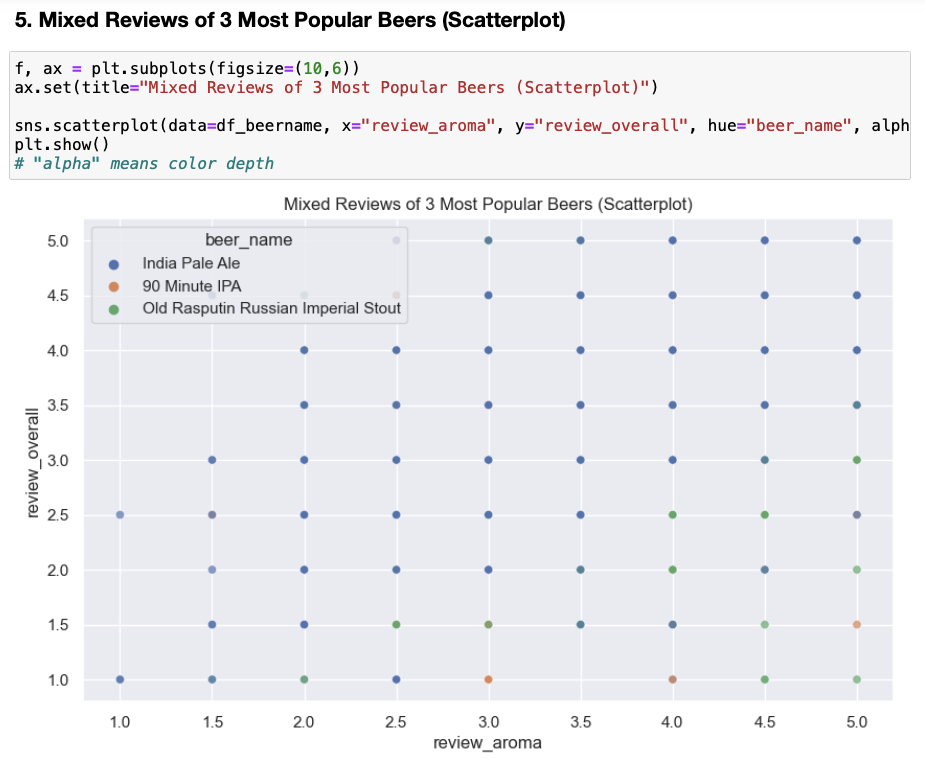 5. Mixed Reviews of 3 Most Popular Beers (Scatterplot)
f, ax = plt.subplots(figsize=(10,6))
ax.set(title="Mixed Reviews of 3 Most Popular Beers (Scatterplot)")
sns.scatterplot(data=df_beername, x="review_aroma", y="review_overall", hue="beer_name", alph
plt.show()
# "alpha" means color depth
Mixed Reviews of 3 Most Popular Beers (Scatterplot)
beer_name
India Pale Ale
90 Minute IPA
Old Rasputin Russian Imperial Stout
review_overall
5.0
4.5
4.0
3.5
3.0
2.5
2.0
1.5
1.0
1.0 1.5 2.0 2.5 3.0 3.5 4.0 4.5 5.0
review_aroma